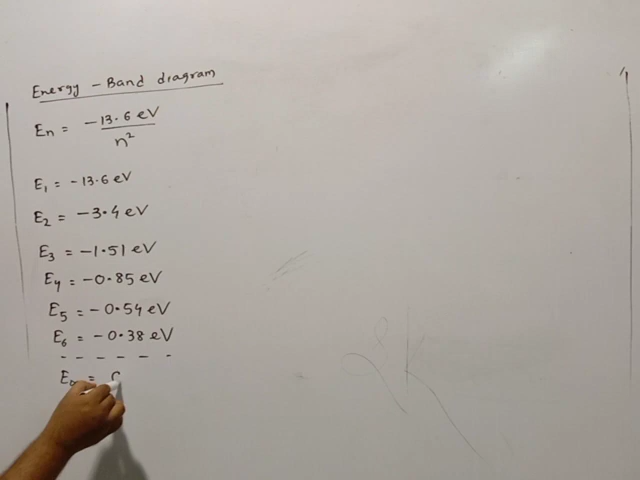 Energy - Band diagram
En = -13.6 eV / n²
E₁ = -13.6 eV
E₂ = -3.4 eV
E₃ = -1.51 eV
E₄ = -0.85 eV
E₅ = -0.54 eV
E₆ = -0.38 eV
- - - - - -
E∞ =